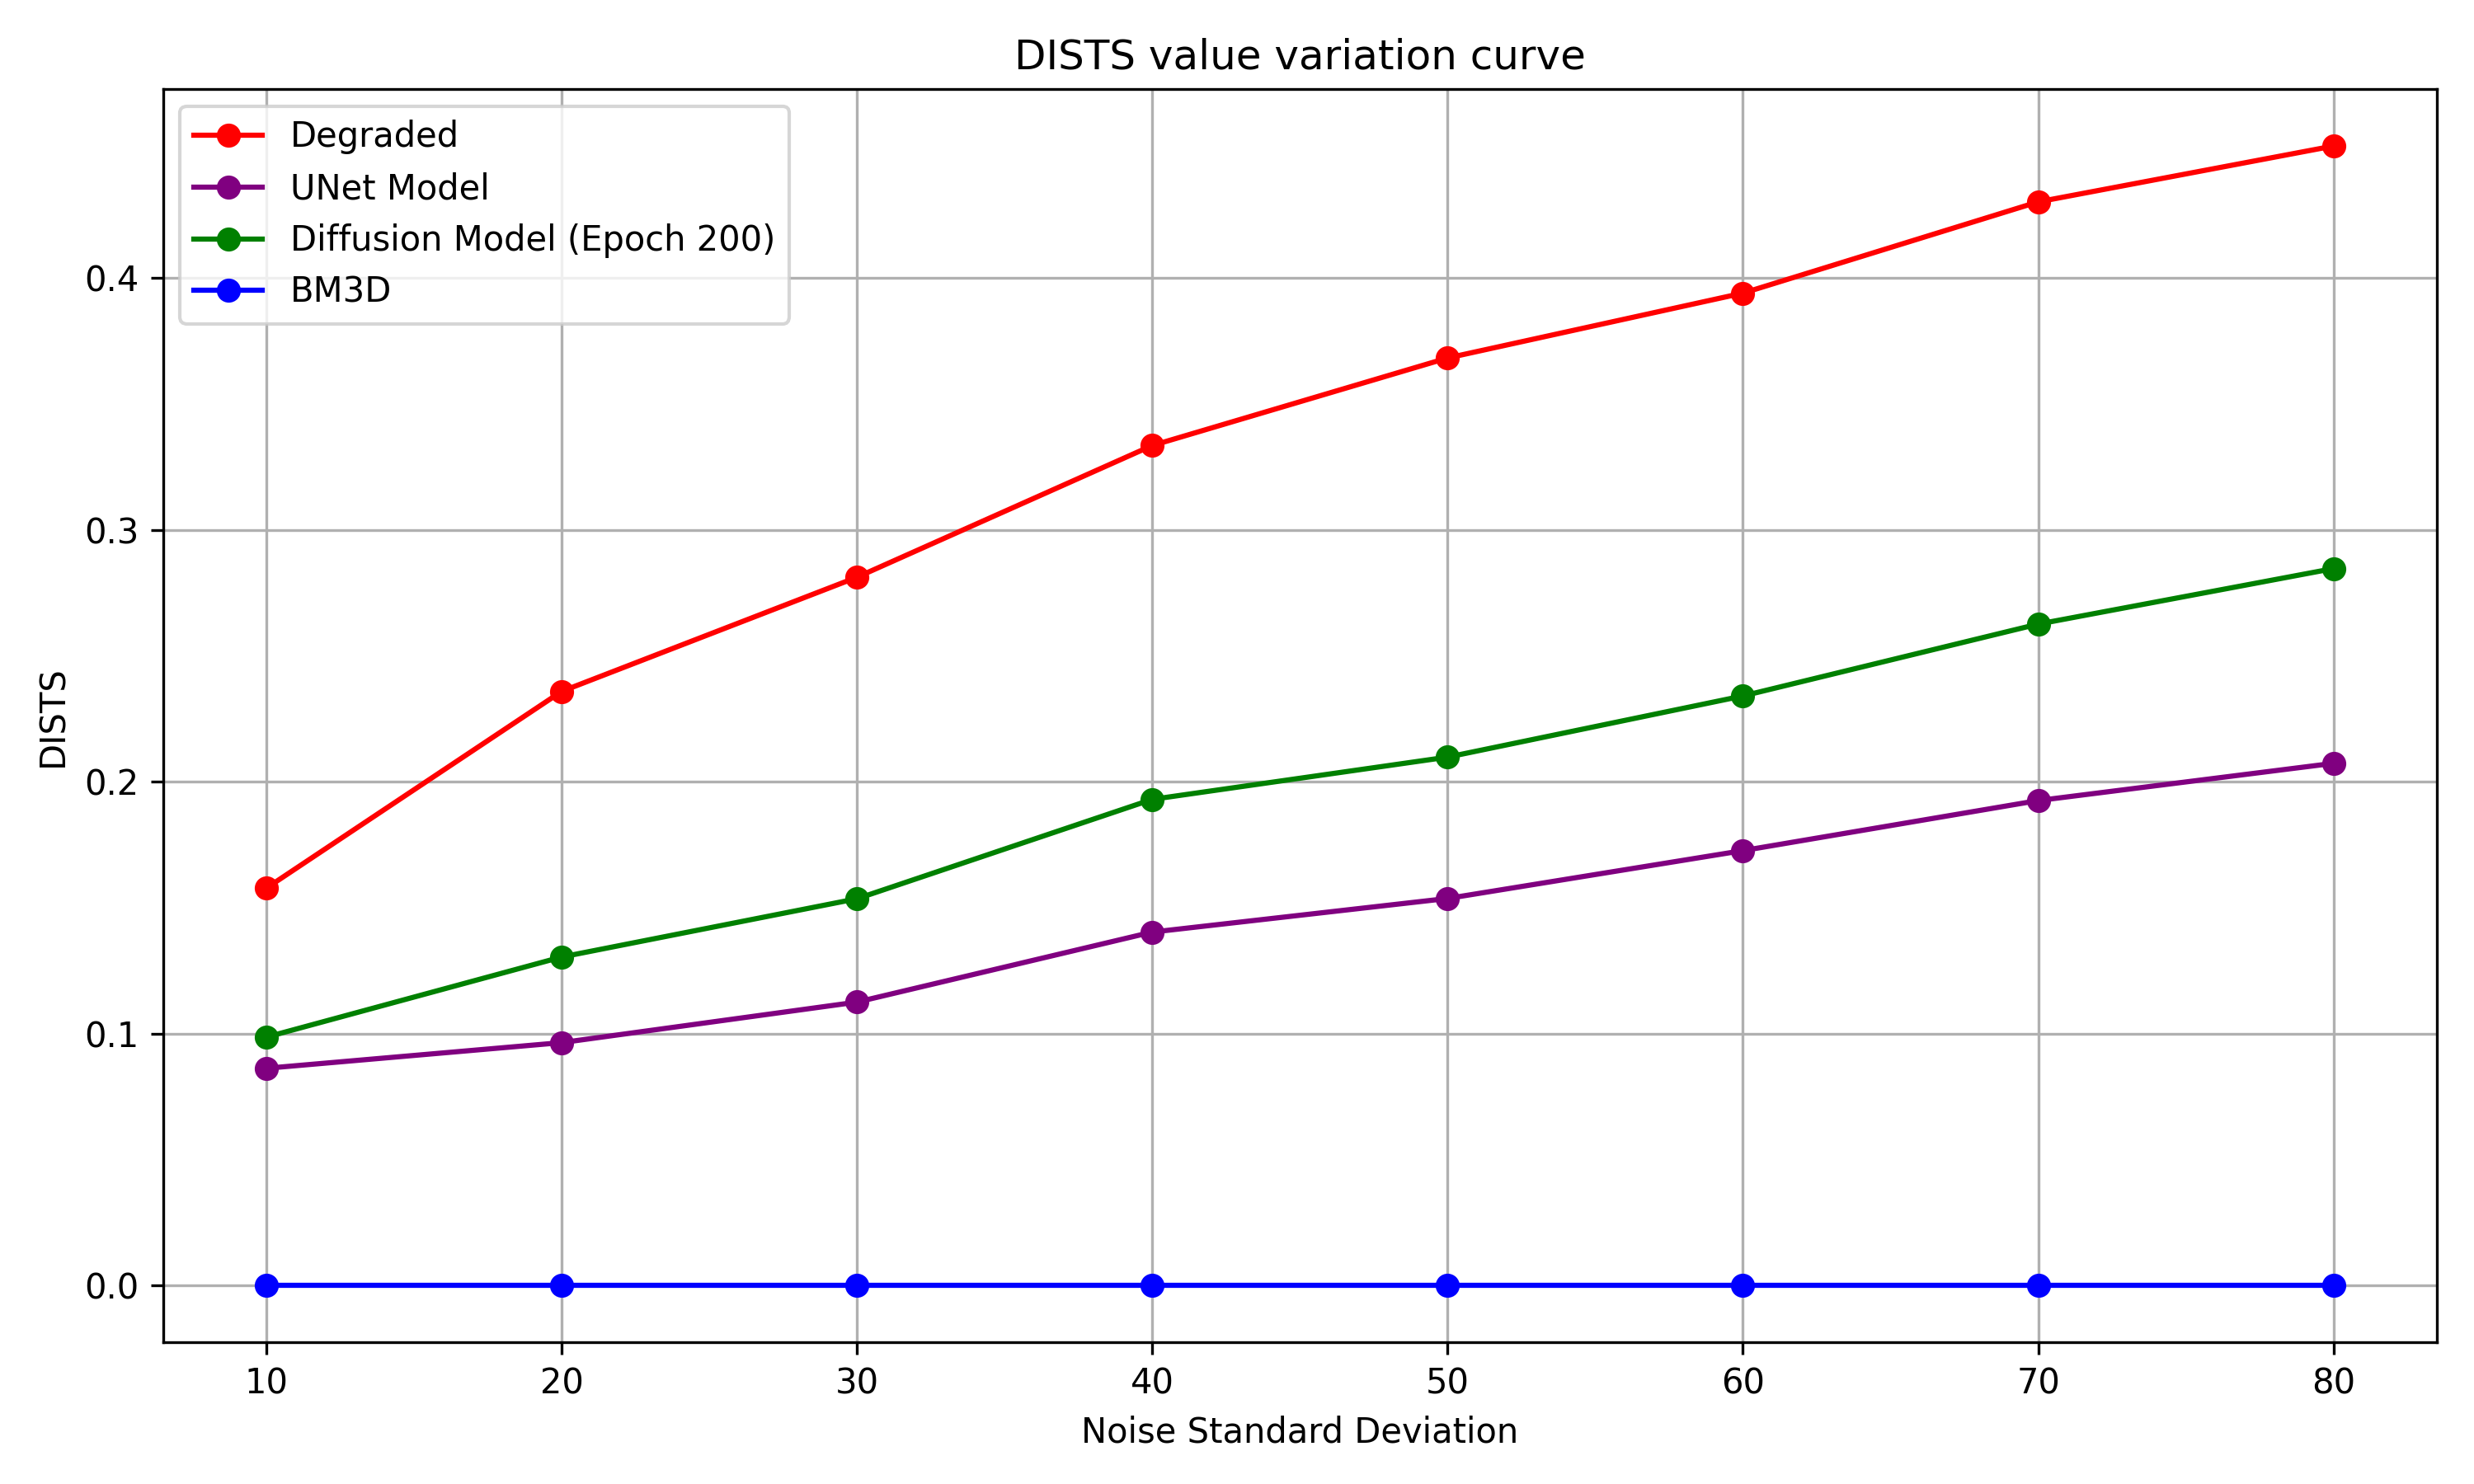 DISTS value variation curve
Degraded
UNet Model
Diffusion Model (Epoch 200)
BM3D
0.4
0.3
0.2
0.1
0.0
DISTS
10 20 30 40 50 60 70 80
Noise Standard Deviation